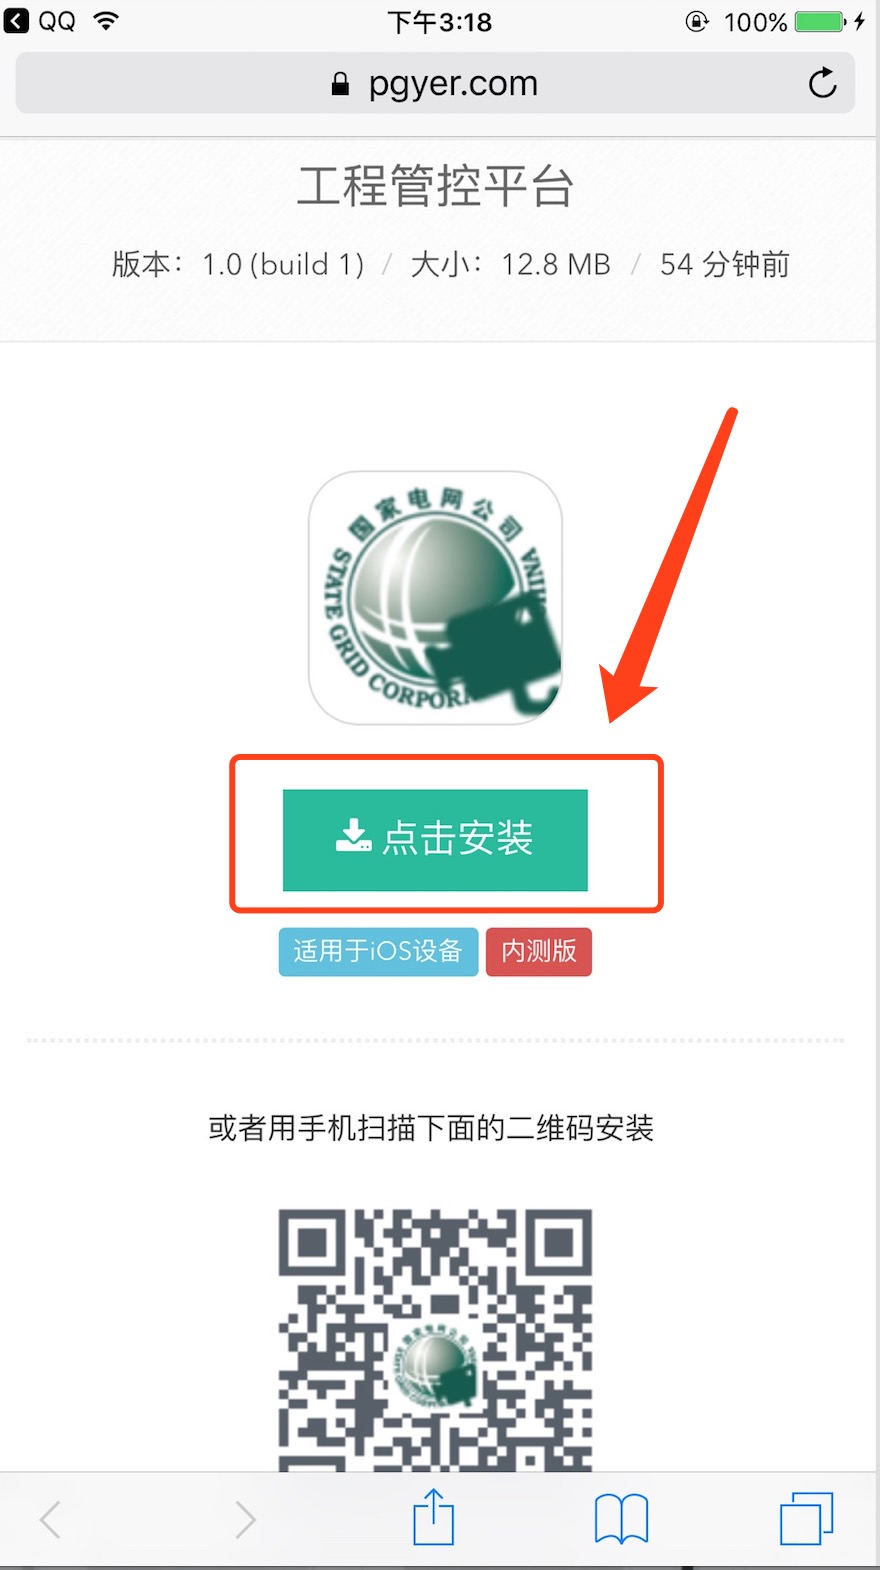 QQ 下午3:18 100%
pgyer.com
工程管控平台
版本：1.0 (build 1) / 大小：12.8 MB / 54 分钟前
国家电网公司
STATE GRID CORPORA HINA
点击安装
适用于iOS设备 内测版
或者用手机扫描下面的二维码安装